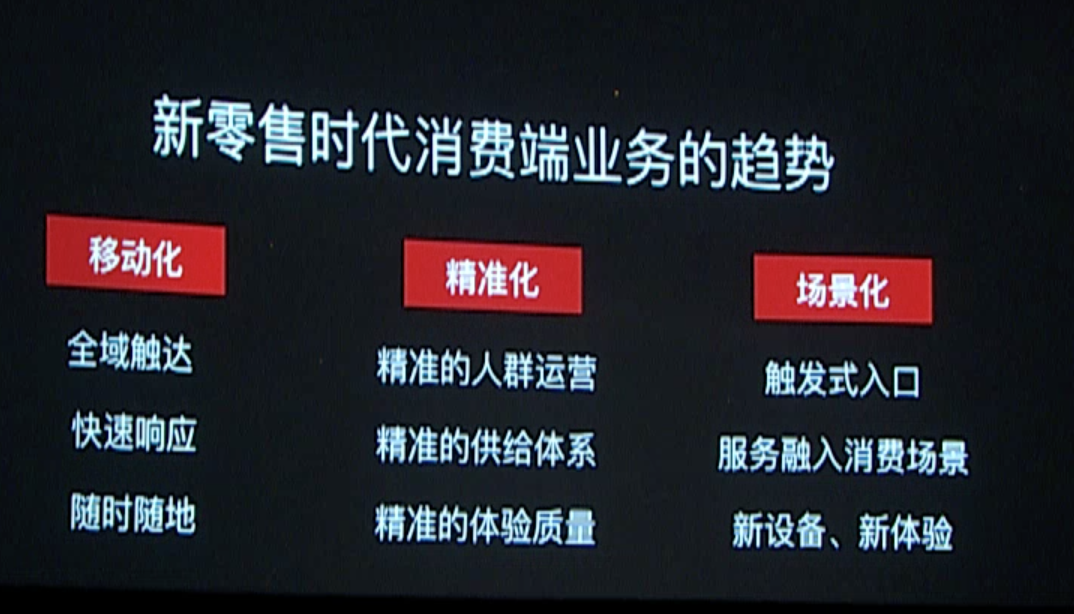 新零售时代消费端业务的趋势
移动化
全域触达
快速响应
随时随地
精准化
精准的人群运营
精准的供给体系
精准的体验质量
场景化
触发式入口
服务融入消费场景
新设备、新体验